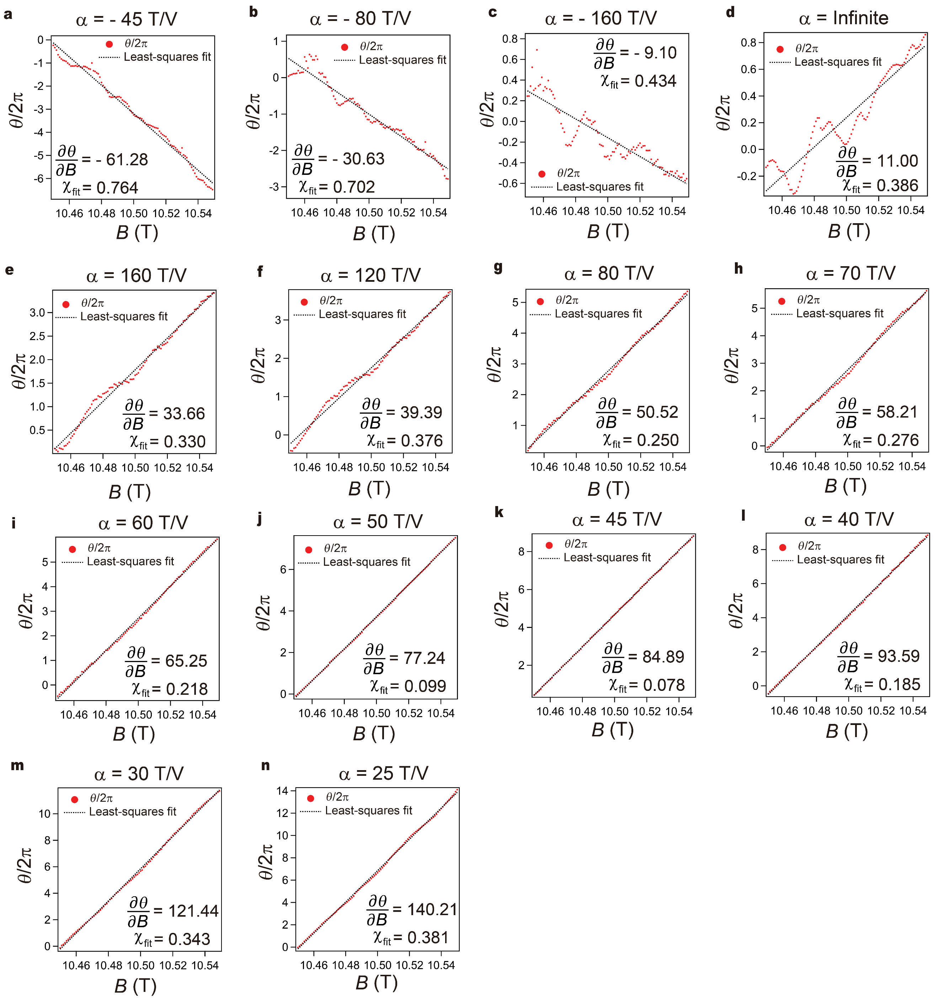 a
α = - 45 T/V
0
-1
-2
-3
-4
-5
-6
θ/2π
θ/2π
Least-squares fit
∂θ/∂B = - 61.28
χfit = 0.764
10.46 10.48 10.50 10.52 10.54
B (T)
b
α = - 80 T/V
1
0
-1
-2
-3
θ/2π
θ/2π
Least-squares fit
∂θ/∂B = - 30.63
χfit = 0.702
10.46 10.48 10.50 10.52 10.54
B (T)
c
α = - 160 T/V
0.8
0.6
0.4
0.2
0.0
-0.2
-0.4
-0.6
θ/2π
∂θ/∂B = - 9.10
χfit = 0.434
θ/2π
Least-squares fit
10.46 10.48 10.50 10.52 10.54
B (T)
d
α = Infinite
0.8
0.6
0.4
0.2
0.0
-0.2
θ/2π
θ/2π
Least-squares fit
∂θ/∂B = 11.00
χfit = 0.386
10.46 10.48 10.50 10.52 10.54
B (T)
e
α = 160 T/V
3.0
2.5
2.0
1.5
1.0
0.5
θ/2π
θ/2π
Least-squares fit
∂θ/∂B = 33.66
χfit = 0.330
10.46 10.48 10.50 10.52 10.54
B (T)
f
α = 120 T/V
3
2
1
0
θ/2π
θ/2π
Least-squares fit
∂θ/∂B = 39.39
χfit = 0.376
10.46 10.48 10.50 10.52 10.54
B (T)
g
α = 80 T/V
5
4
3
2
1
θ/2π
θ/2π
Least-squares fit
∂θ/∂B = 50.52
χfit = 0.250
10.46 10.48 10.50 10.52 10.54
B (T)
h
α = 70 T/V
5
4
3
2
1
0
θ/2π
θ/2π
Least-squares fit
∂θ/∂B = 58.21
χfit = 0.276
10.46 10.48 10.50 10.52 10.54
B (T)
i
α = 60 T/V
5
4
3
2
1
0
θ/2π
θ/2π
Least-squares fit
∂θ/∂B = 65.25
χfit = 0.218
10.46 10.48 10.50 10.52 10.54
B (T)
j
α = 50 T/V
6
4
2
0
θ/2π
θ/2π
Least-squares fit
∂θ/∂B = 77.24
χfit = 0.099
10.46 10.48 10.50 10.52 10.54
B (T)
k
α = 45 T/V
8
6
4
2
θ/2π
θ/2π
Least-squares fit
∂θ/∂B = 84.89
χfit = 0.078
10.46 10.48 10.50 10.52 10.54
B (T)
l
α = 40 T/V
8
6
4
2
0
θ/2π
θ/2π
Least-squares fit
∂θ/∂B = 93.59
χfit = 0.185
10.46 10.48 10.50 10.52 10.54
B (T)
m
α = 30 T/V
10
8
6
4
2
0
θ/2π
θ/2π
Least-squares fit
∂θ/∂B = 121.44
χfit = 0.343
10.46 10.48 10.50 10.52 10.54
B (T)
n
α = 25 T/V
14
12
10
8
6
4
2
0
θ/2π
θ/2π
Least-squares fit
∂θ/∂B = 140.21
χfit = 0.381
10.46 10.48 10.50 10.52 10.54
B (T)